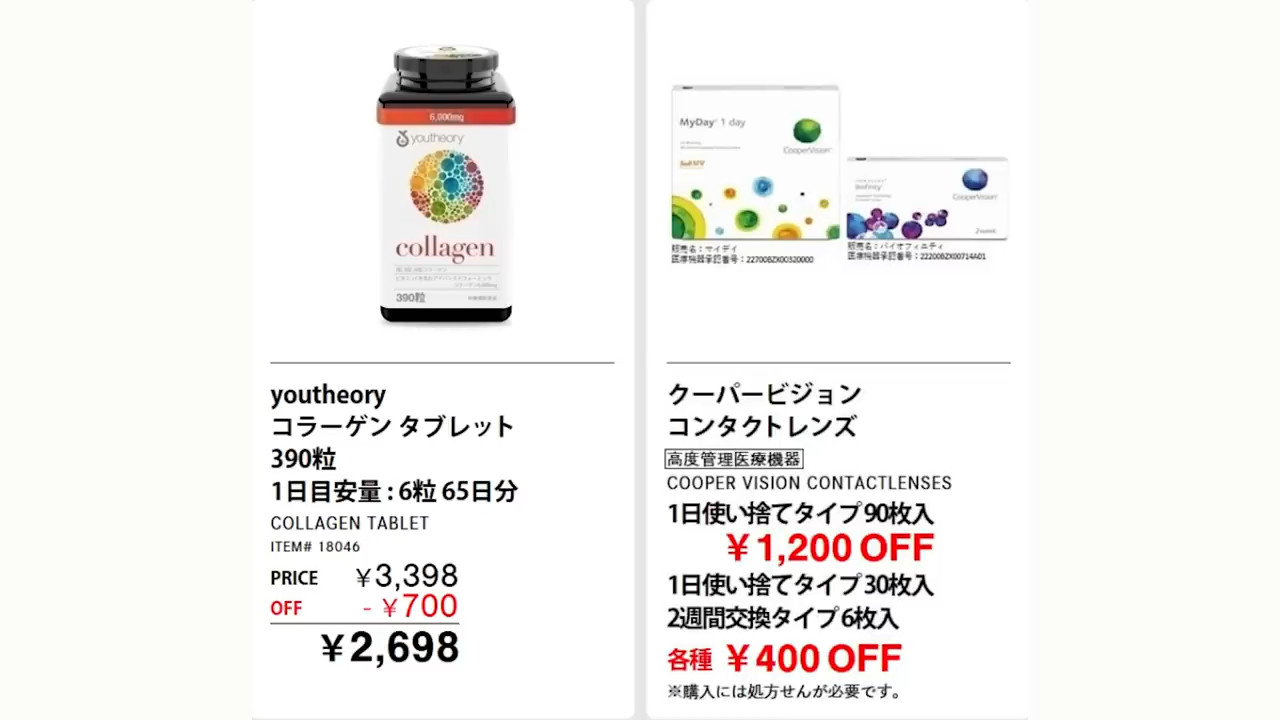 6,000mg
youtheory
collagen
390粒
youtheory
コラーゲン タブレット
390粒
1日目安量 : 6粒 65日分
COLLAGEN TABLET
ITEM# 18046
PRICE ¥3,398
OFF - ¥700
¥2,698
MyDay® 1 day
CooperVision®
Biofinity
CooperVision®
2 week
販売名：マイデイ
医療機器承認番号：22700BZX00320000
販売名：バイオフィニティ
医療機器承認番号：22200BZX00714A01
クーパービジョン
コンタクトレンズ
高度管理医療機器
COOPER VISION CONTACTLENSES
1日使い捨てタイプ 90枚入
¥1,200 OFF
1日使い捨てタイプ 30枚入
2週間交換タイプ 6枚入
各種 ¥400 OFF
※購入には処方せんが必要です。